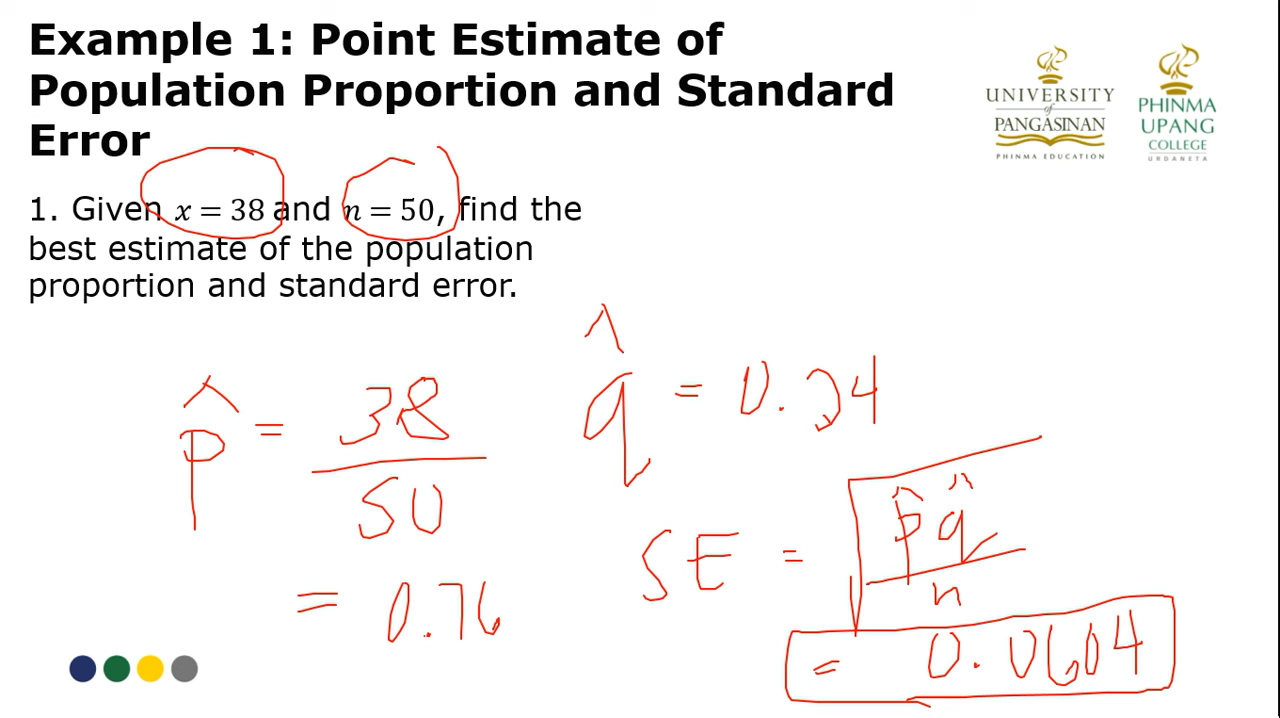 Example 1: Point Estimate of
Population Proportion and Standard
Error
UNIVERSITY
of
PANGASINAN
PHINMA EDUCATION
PHINMA
UPANG
COLLEGE
URDANETA
1. Given x = 38 and n = 50, find the
best estimate of the population
proportion and standard error.
p̂ = 38/50
= 0.76
q̂ = 0.24
SE = √(p̂q̂/n)
= 0.0604